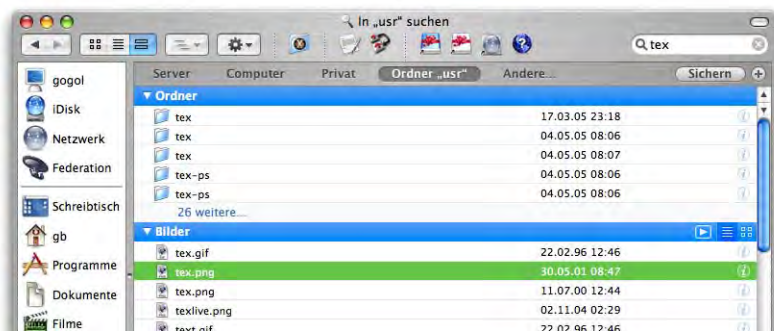 In „usr“ suchen
tex
Server Computer Privat Ordner „usr“ Andere... Sichern
gogol
iDisk
Netzwerk
Federation
Schreibtisch
gb
Programme
Dokumente
Filme
Ordner
tex 17.03.05 23:18
tex 04.05.05 08:06
tex 04.05.05 08:07
tex-ps 04.05.05 08:06
tex-ps 04.05.05 08:06
26 weitere...
Bilder
tex.gif 22.02.96 12:46
tex.png 30.05.01 08:47
tex.png 11.07.00 12:44
texlive.png 02.11.04 02:29
text.gif 22.02.96 12:46